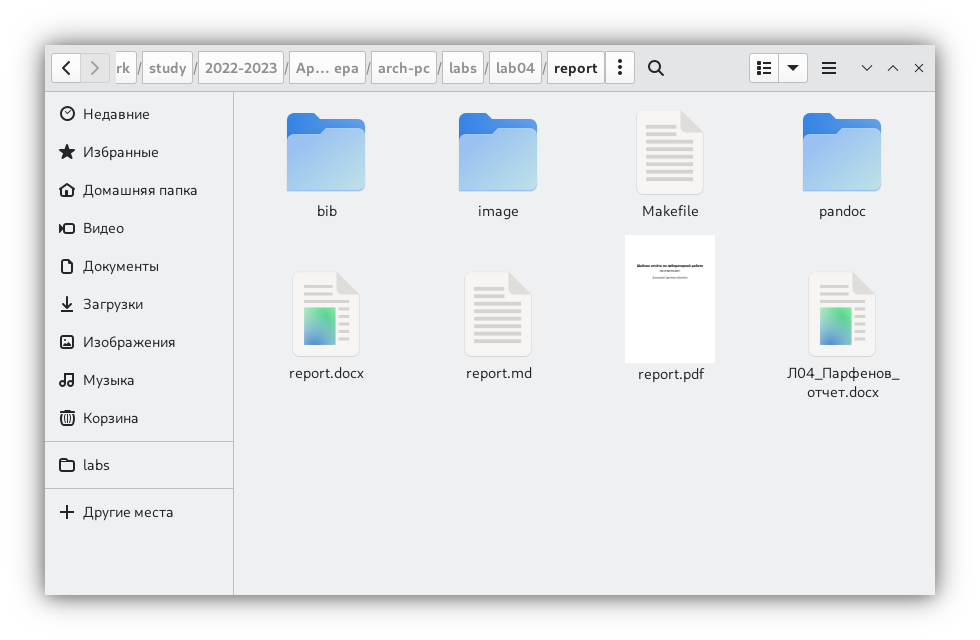 rk / study / 2022-2023 / Ар... ера / arch-pc / labs / lab04 / report
Недавние
Избранные
Домашняя папка
Видео
Документы
Загрузки
Изображения
Музыка
Корзина
labs
Другие места
bib
image
Makefile
pandoc
report.docx
report.md
report.pdf
Л04_Парфенов_
отчет.docx